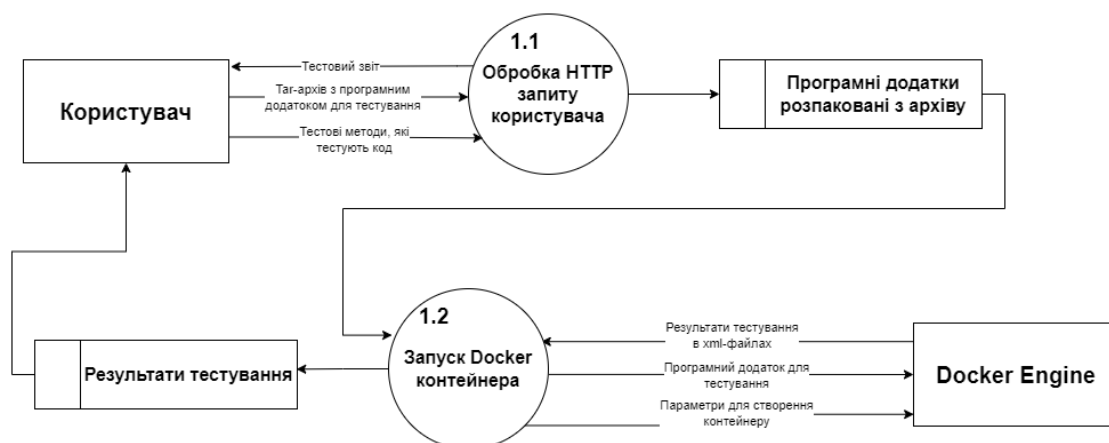 Користувач
Тестовий звіт
Tar-архів з програмним
додатоком для тестування
Тестові методи, які
тестують код
1.1
Обробка HTTP
запиту
користувача
Програмні додатки
розпаковані з архіву
Результати тестування
1.2
Запуск Docker
контейнера
Результати тестування
в xml-файлах
Програмний додаток для
тестування
Параметри для створення
контейнеру
Docker Engine